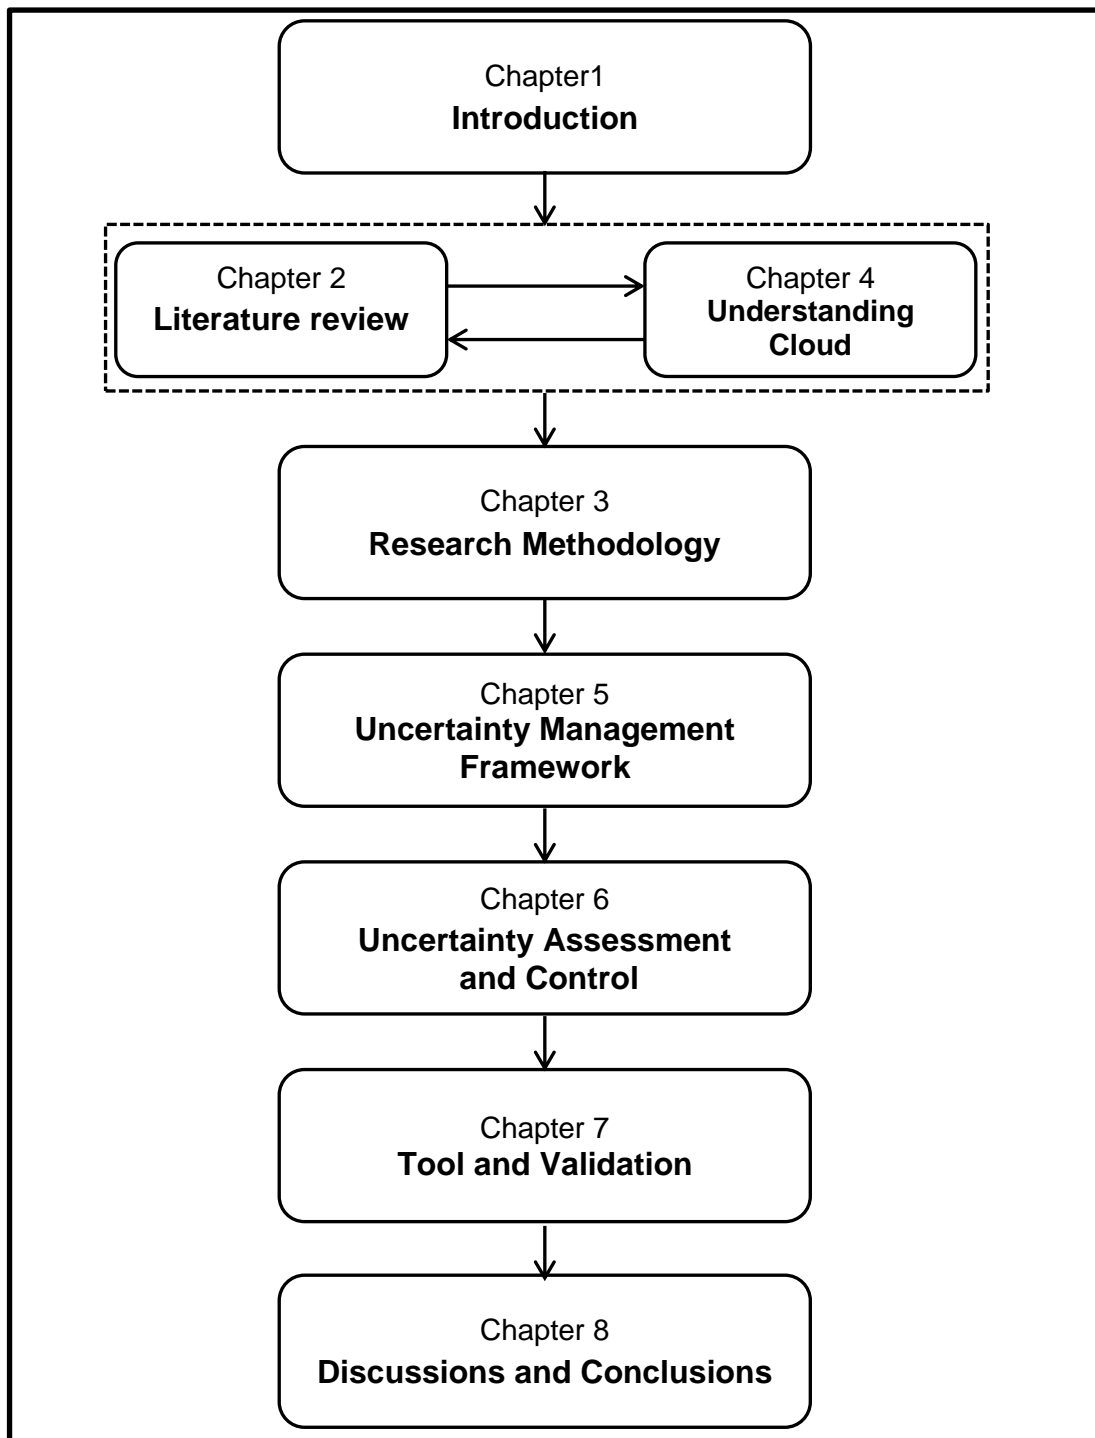 Chapter1
Introduction
Chapter 2
Literature review
Chapter 4
Understanding
Cloud
Chapter 3
Research Methodology
Chapter 5
Uncertainty Management
Framework
Chapter 6
Uncertainty Assessment
and Control
Chapter 7
Tool and Validation
Chapter 8
Discussions and Conclusions